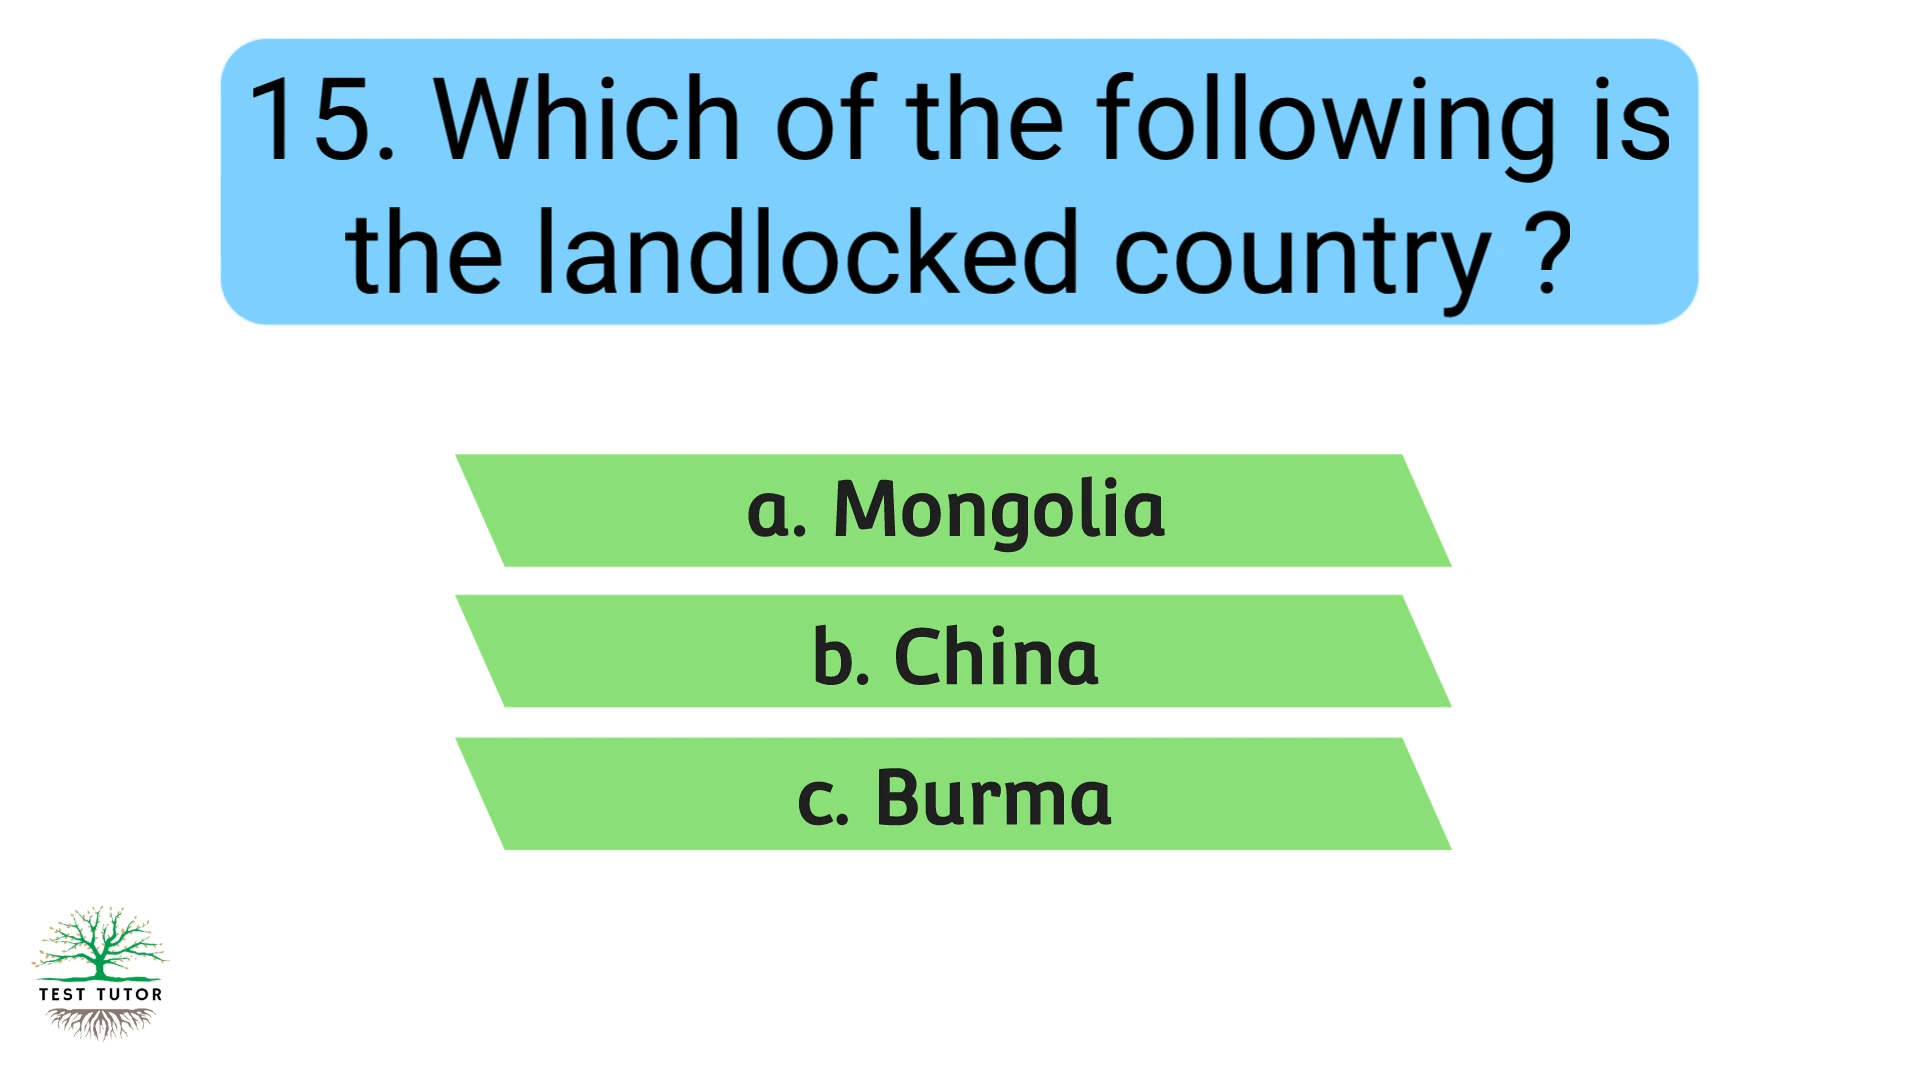 15. Which of the following is
the landlocked country ?
a. Mongolia
b. China
c. Burma
TEST TUTOR